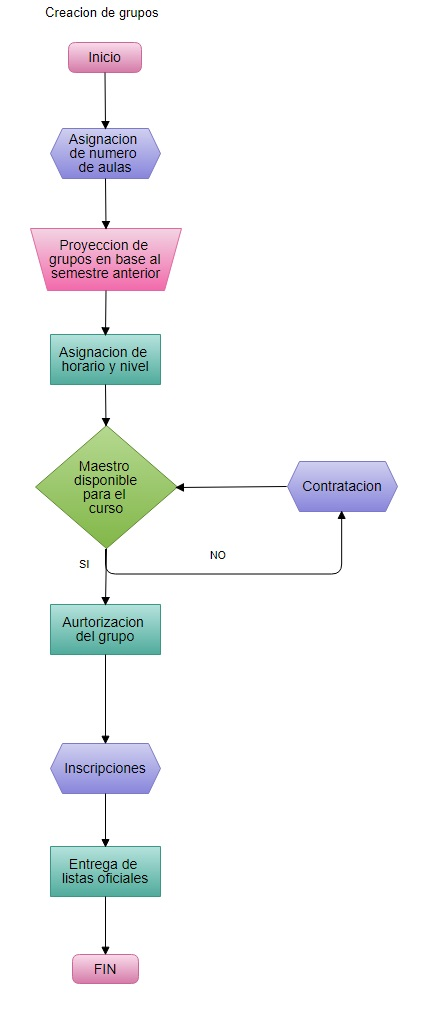 Creacion de grupos
Inicio
Asignacion
de numero
de aulas
Proyeccion de
grupos en base al
semestre anterior
Asignacion de
horario y nivel
Maestro
disponible
para el
curso
Contratacion
SI
NO
Aurtorizacion
del grupo
Inscripciones
Entrega de
listas oficiales
FIN